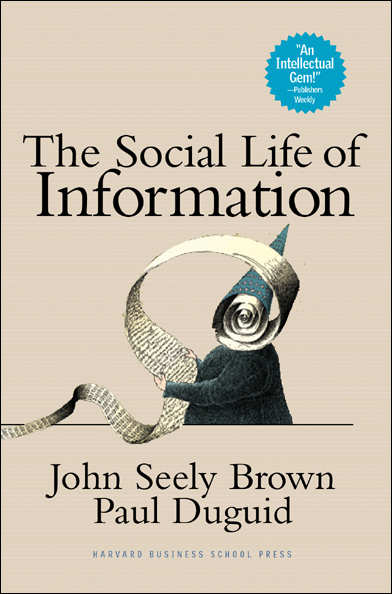 "An
Intellectual
Gem!"
—Publishers
Weekly
The Social Life of
Information
John Seely Brown
Paul Duguid
HARVARD BUSINESS SCHOOL PRESS